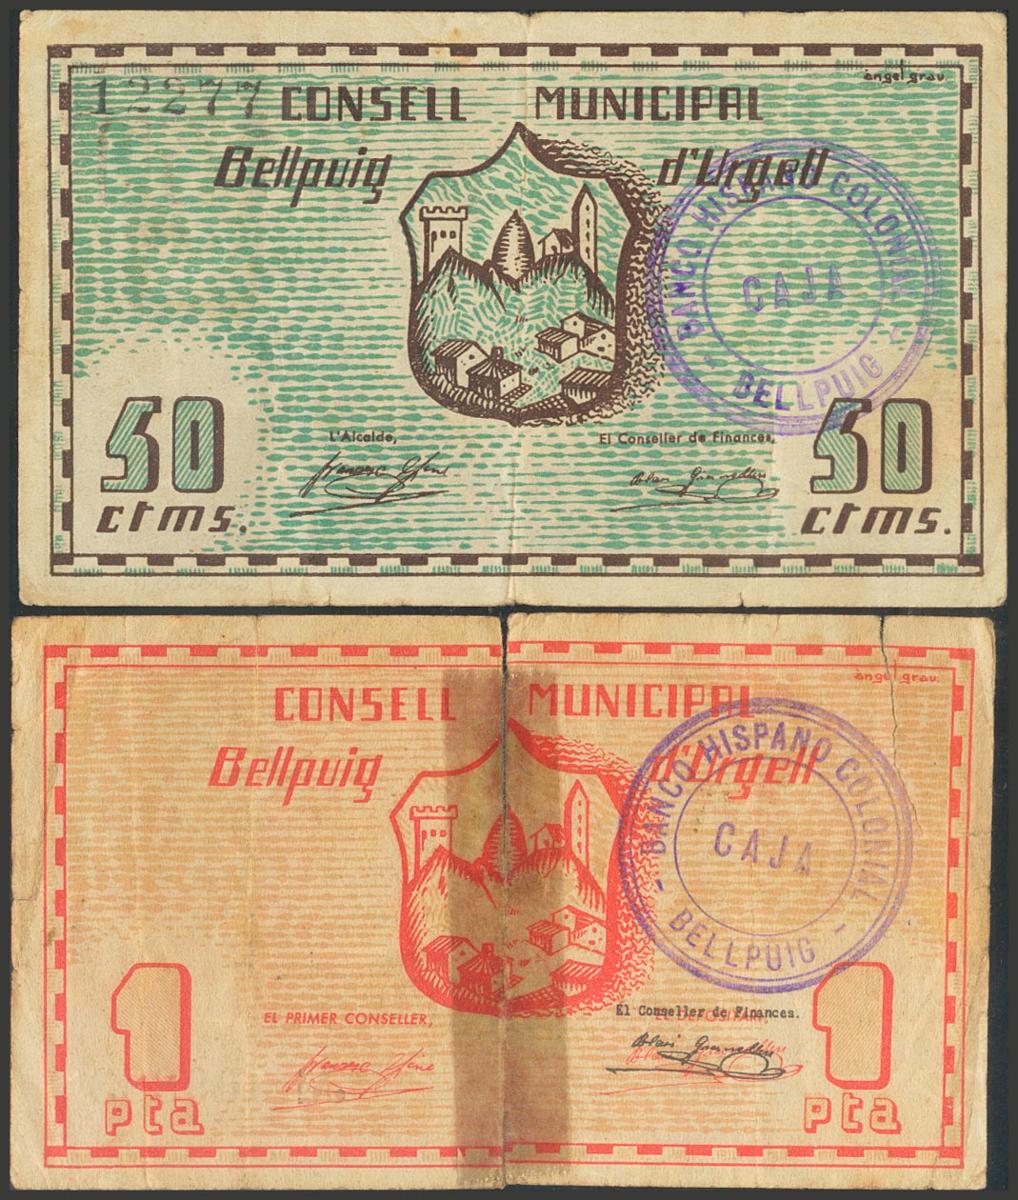 àngel grau
12277
CONSELL MUNICIPAL
Bellpuig d'Urgell
BANCO HISPANO COLONIAL
CAJA
- BELLPUIG -
50 50
L'Alcalde, El Conseller de Finances,
ctms. ctms.
àngel grau.
CONSELL MUNICIPAL
Bellpuig d'Urgell
BANCO HISPANO COLONIAL
CAJA
- BELLPUIG -
1 1
El Conseller de Finances.
EL PRIMER CONSELLER, EL DEPOSITARI,
pta pta